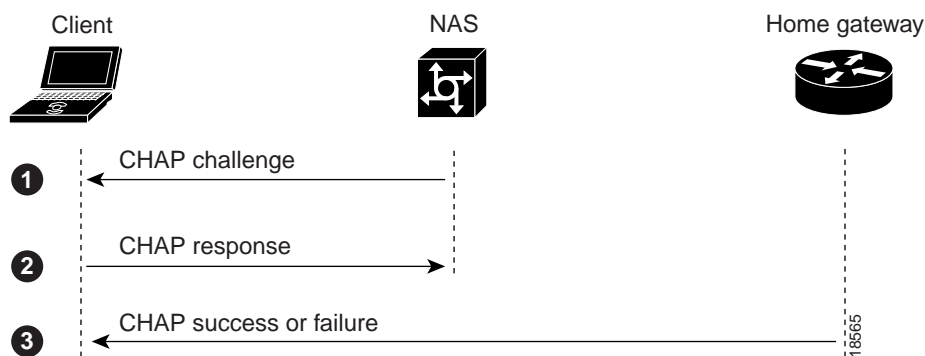 Client
NAS
Home gateway
1
CHAP challenge
2
CHAP response
3
CHAP success or failure
18565